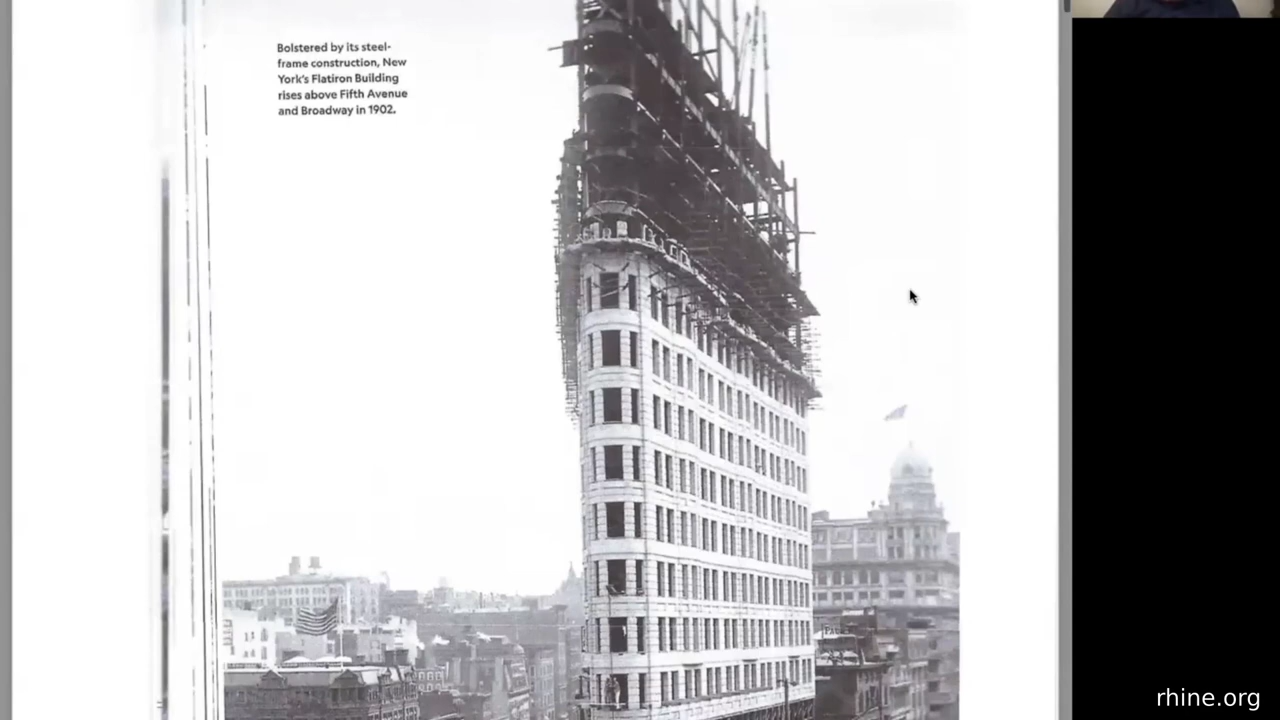 Bolstered by its steel-
frame construction, New
York's Flatiron Building
rises above Fifth Avenue
and Broadway in 1902.
rhine.org